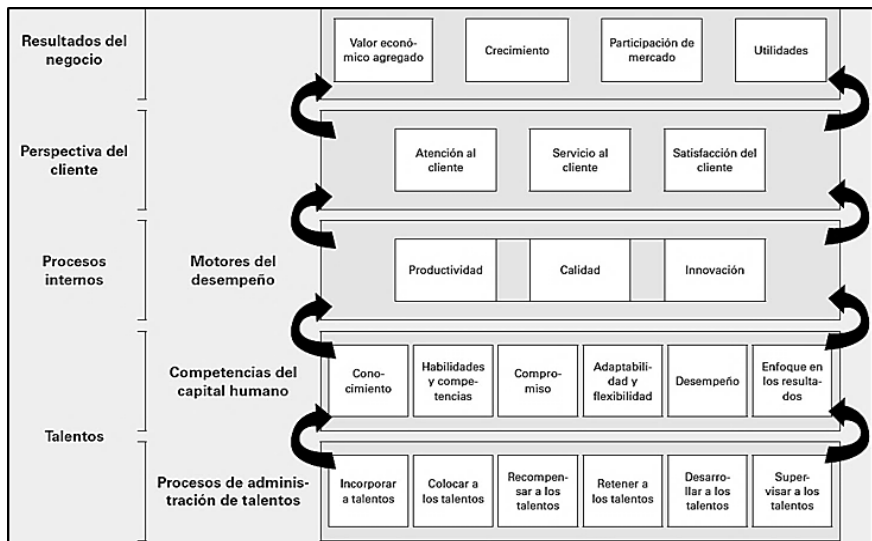 Resultados del
negocio
Valor econó-
mico agregado
Crecimiento
Participación de
mercado
Utilidades
Perspectiva del
cliente
Atención al
cliente
Servicio al
cliente
Satisfacción del
cliente
Procesos
internos
Motores del
desempeño
Productividad
Calidad
Innovación
Talentos
Competencias del
capital humano
Cono-
cimiento
Habilidades
y compe-
tencias
Compro-
miso
Adaptabili-
dad y
flexibilidad
Desempeño
Enfoque en
los resulta-
dos
Procesos de adminis-
tración de talentos
Incorporar
a talentos
Colocar a
los talentos
Recompen-
sar a los
talentos
Retener a
los talentos
Desarro-
llar a los
talentos
Super-
visar a los
talentos